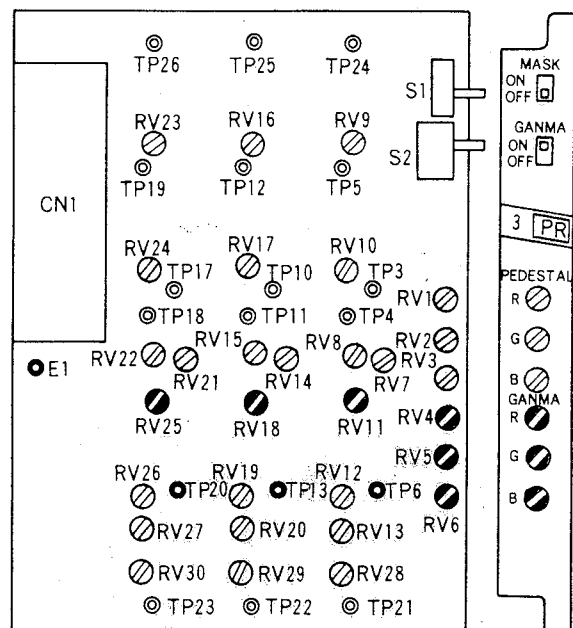 TP26 TP25 TP24
S1
MASK
ON
OFF
RV23 RV16 RV9
GANMA
ON
OFF
S2
TP19 TP12 TP5
CN1
3 PR
RV24 RV17 RV10
TP17 TP10 TP3
PEDESTAL
RV1
R
TP18 TP11 TP4
RV2
G
RV22 RV15 RV8
RV3
E1
RV21 RV14 RV7
B
GANMA
RV25 RV18 RV11
RV4
R
RV5
G
RV26 RV19 RV12
TP20 TP13 TP6
B
RV6
RV27 RV20 RV13
RV30 RV29 RV28
TP23 TP22 TP21